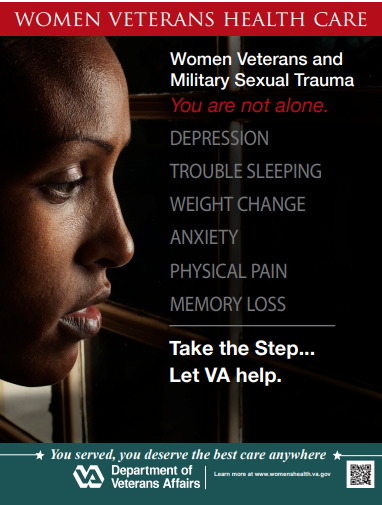 WOMEN VETERANS HEALTH CARE
Women Veterans and
Military Sexual Trauma
You are not alone.
DEPRESSION
TROUBLE SLEEPING
WEIGHT CHANGE
ANXIETY
PHYSICAL PAIN
MEMORY LOSS
Take the Step...
Let VA help.
You served, you deserve the best care anywhere
VA
Department of
Veterans Affairs
Learn more at www.womenshealth.va.gov